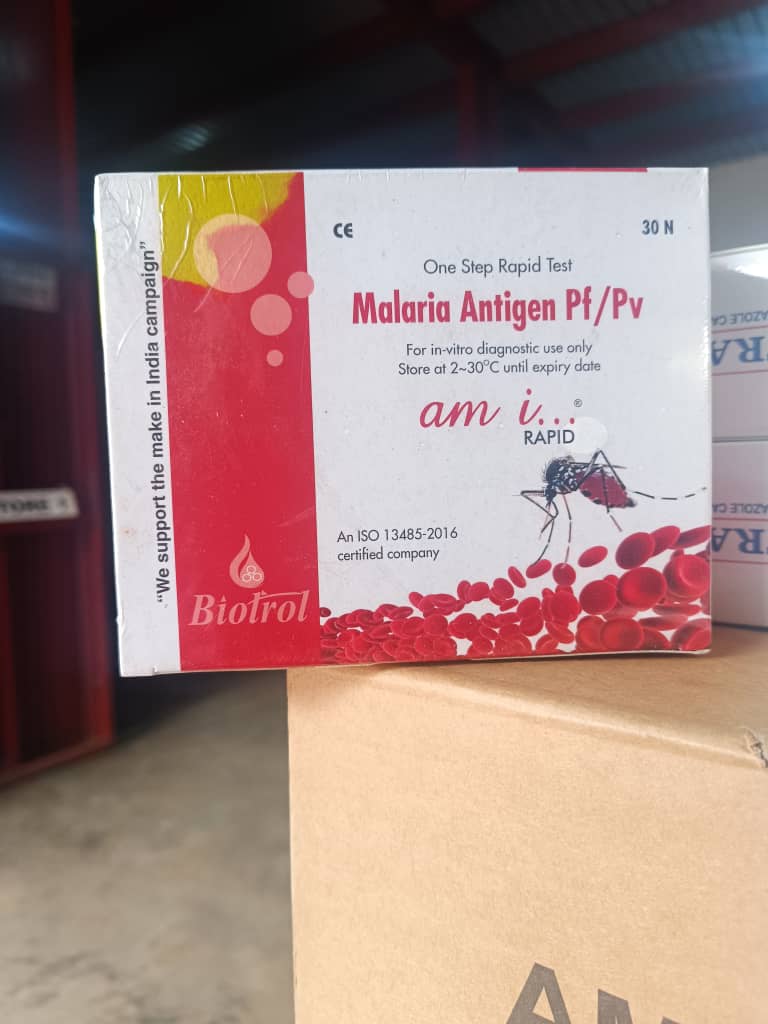 "We support the make in India campaign"
CE
30 N
One Step Rapid Test
Malaria Antigen Pf/Pv
For in-vitro diagnostic use only
Store at 2~30°C until expiry date
am i...®
RAPID
An ISO 13485-2016
certified company
Biotrol